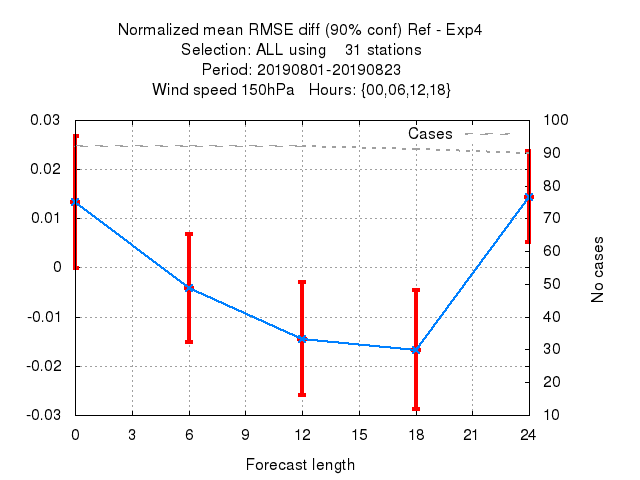 Normalized mean RMSE diff (90% conf) Ref - Exp4
Selection: ALL using    31 stations
Period: 20190801-20190823
Wind speed 150hPa   Hours: {00,06,12,18}
0.03
0.02
0.01
0
-0.01
-0.02
-0.03
Cases
100
90
80
70
60
50
40
30
20
10
No cases
0 3 6 9 12 15 18 21 24
Forecast length